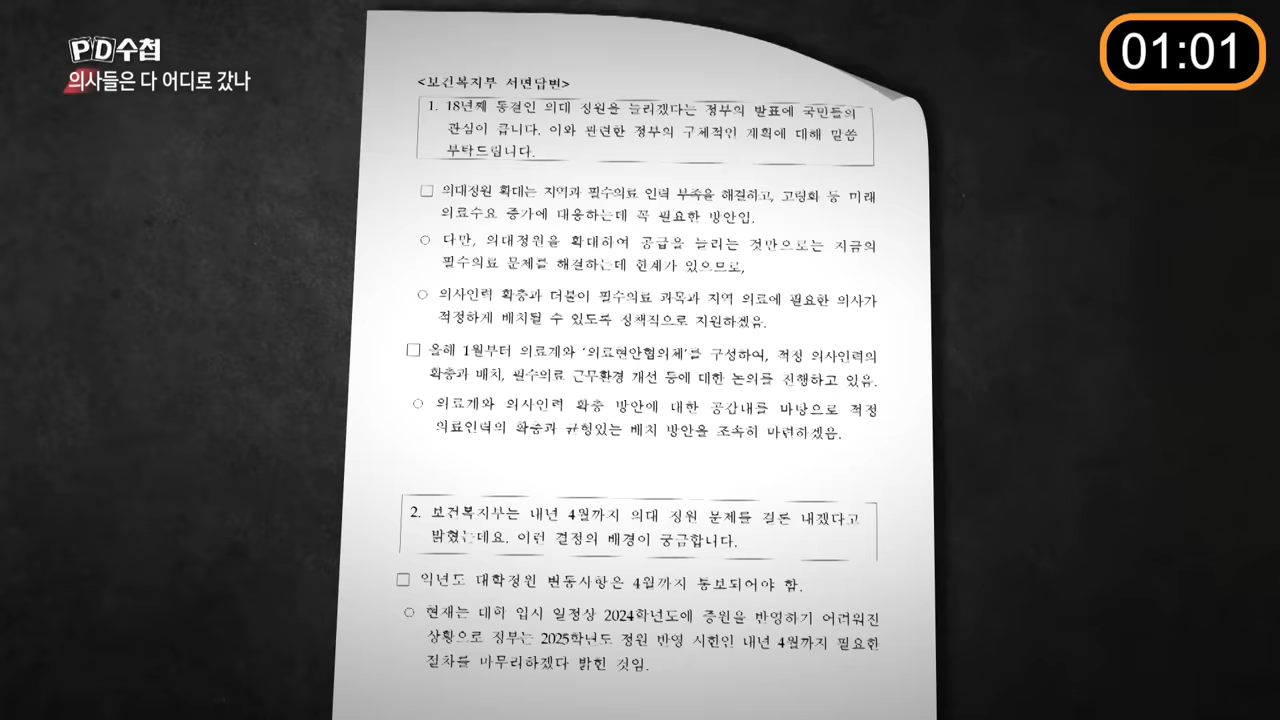 PD수첩
의사들은 다 어디로 갔나
01:01
<보건복지부 서면답변>
1. 18년째 동결인 의대 정원을 늘리겠다는 정부의 발표에 국민들의
관심이 큽니다. 이와 관련한 정부의 구체적인 계획에 대해 말씀
부탁드립니다.
□ 의대정원 확대는 지역과 필수의료 인력 부족을 해결하고, 고령화 등 미래
의료수요 증가에 대응하는데 꼭 필요한 방안임.
○ 다만, 의대정원을 확대하여 공급을 늘리는 것만으로는 지금의
필수의료 문제를 해결하는데 한계가 있으므로,
○ 의사인력 확충과 더불어 필수의료 과목과 지역 의료에 필요한 의사가
적정하게 배치될 수 있도록 정책적으로 지원하겠음.
□ 올해 1월부터 의료계와 '의료현안협의체'를 구성하여, 적정 의사인력의
확충과 배치, 필수의료 근무환경 개선 등에 대한 논의를 진행하고 있음.
○ 의료계와 의사인력 확충 방안에 대한 공감대를 바탕으로 적정
의료인력의 확충과 균형있는 배치 방안을 조속히 마련하겠음.
2. 보건복지부는 내년 4월까지 의대 정원 문제를 결론 내겠다고
밝혔는데요. 이런 결정의 배경이 궁금합니다.
□ 익년도 대학정원 변동사항은 4월까지 통보되어야 함.
○ 현재는 대학 입시 일정상 2024학년도에 증원을 반영하기 어려워진
상황으로 정부는 2025학년도 정원 반영 시한인 내년 4월까지 필요한
절차를 마무리하겠다 밝힌 것임.